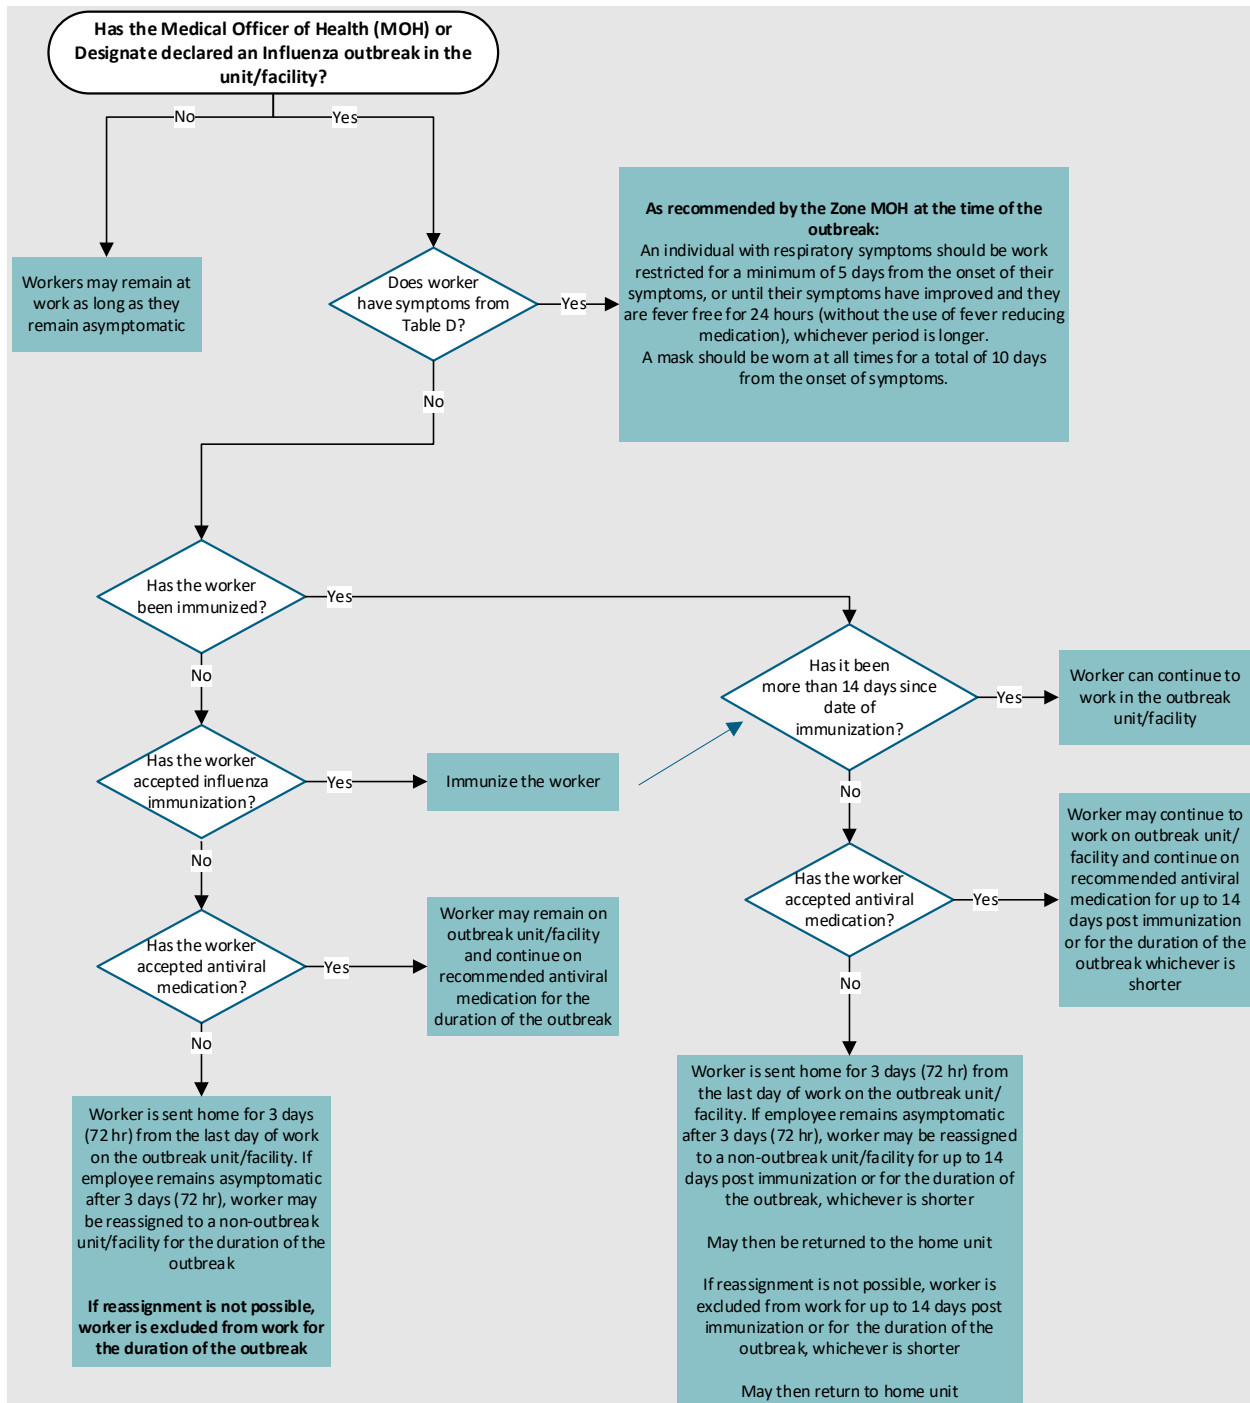 Has the Medical Officer of Health (MOH) or
Designate declared an Influenza outbreak in the
unit/facility?
No
Yes
Workers may remain at
work as long as they
remain asymptomatic
Does worker
have symptoms from
Table D?
Yes
As recommended by the Zone MOH at the time of the
outbreak:
An individual with respiratory symptoms should be work
restricted for a minimum of 5 days from the onset of their
symptoms, or until their symptoms have improved and they
are fever free for 24 hours (without the use of fever reducing
medication), whichever period is longer.
A mask should be worn at all times for a total of 10 days
from the onset of symptoms.
No
Has the worker
been immunized?
Yes
No
Has it been
more than 14 days since
date of
immunization?
Yes
Worker can continue to
work in the outbreak
unit/facility
Has the worker
accepted influenza
immunization?
Yes
Immunize the worker
No
No
Has the worker
accepted antiviral
medication?
Yes
Worker may continue to
work on outbreak unit/
facility and continue on
recommended antiviral
medication for up to 14
days post immunization
or for the duration of the
outbreak whichever is
shorter
Has the worker
accepted antiviral
medication?
Yes
Worker may remain on
outbreak unit/facility
and continue on
recommended antiviral
medication for the
duration of the outbreak
No
No
Worker is sent home for 3 days
(72 hr) from the last day of work
on the outbreak unit/facility. If
employee remains asymptomatic
after 3 days (72 hr), worker may
be reassigned to a non-outbreak
unit/facility for the duration of the
outbreak
If reassignment is not possible,
worker is excluded from work for
the duration of the outbreak
Worker is sent home for 3 days (72 hr) from
the last day of work on the outbreak unit/
facility. If employee remains asymptomatic
after 3 days (72 hr), worker may be reassigned
to a non-outbreak unit/facility for up to 14
days post immunization or for the duration of
the outbreak, whichever is shorter
May then be returned to the home unit
If reassignment is not possible, worker is
excluded from work for up to 14 days post
immunization or for the duration of the
outbreak, whichever is shorter
May then return to home unit